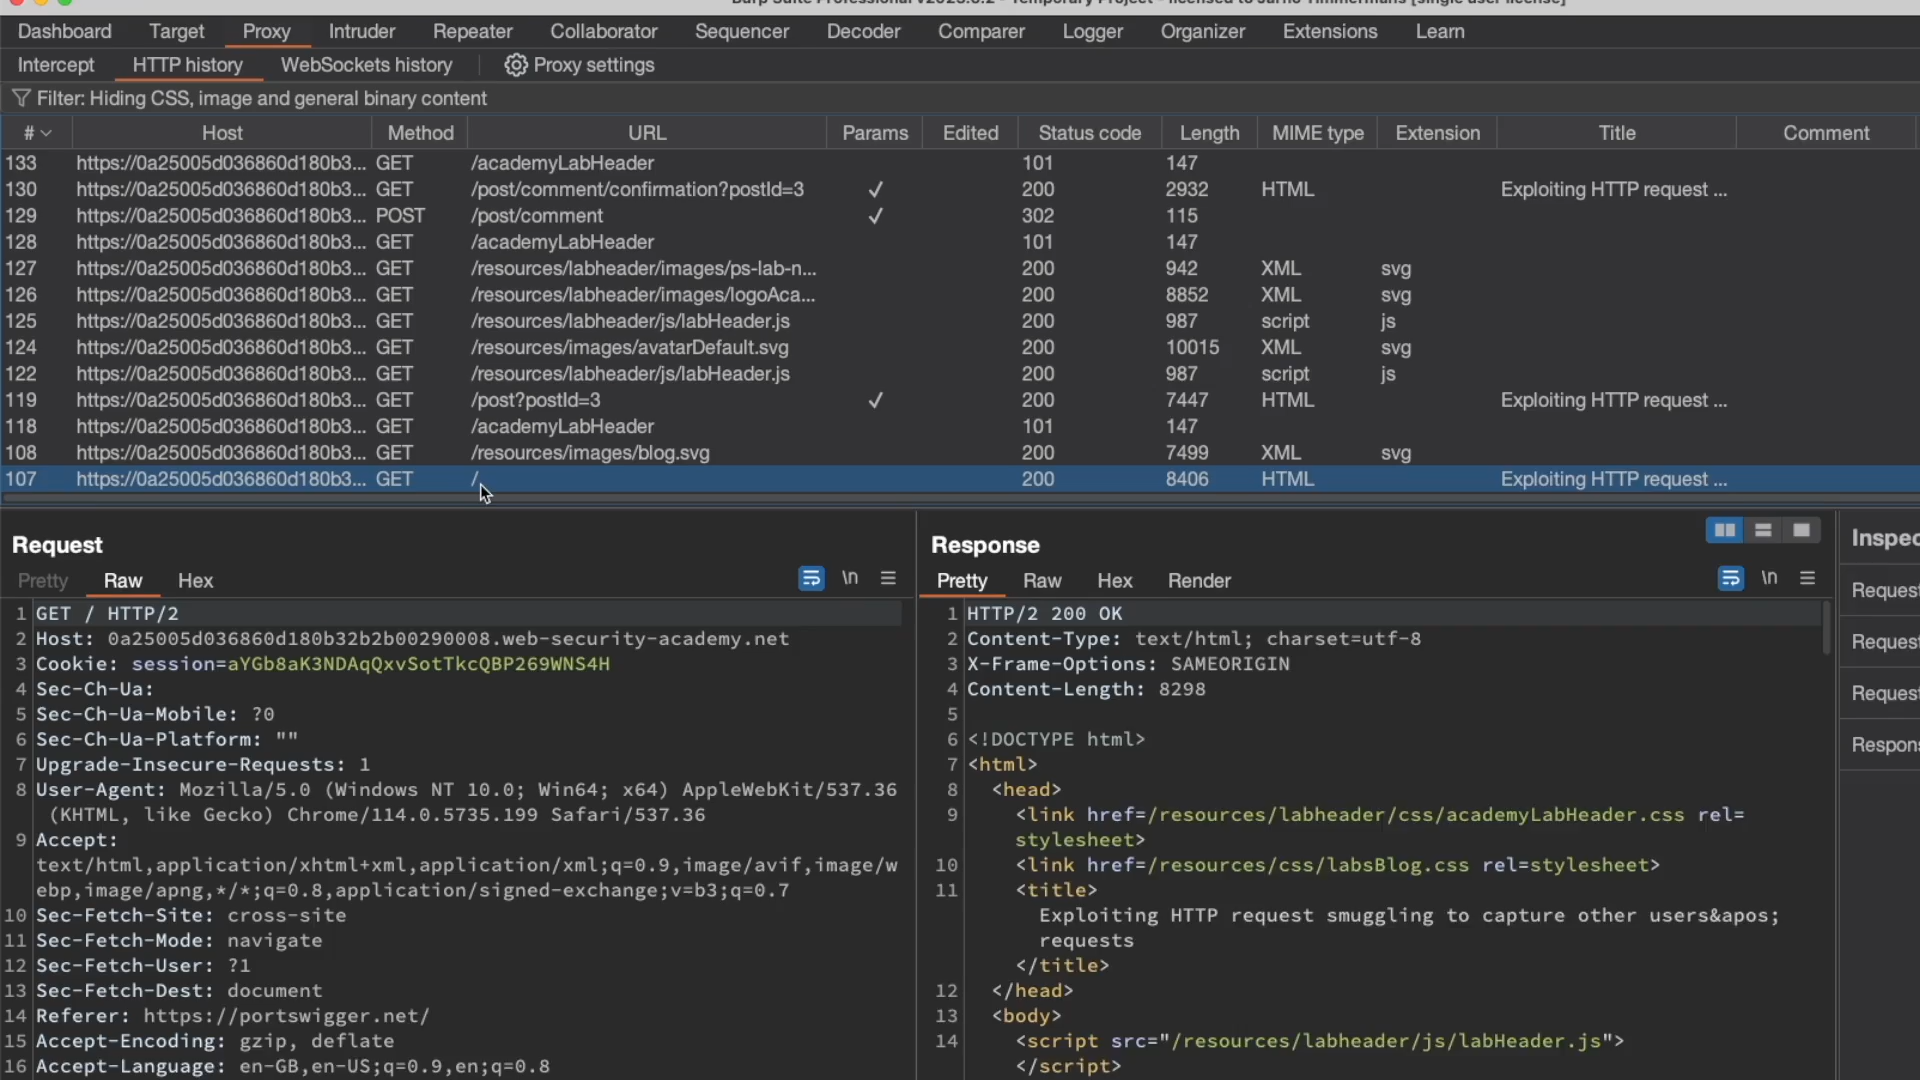 Burp Suite Professional v2023.6.2 - Temporary Project - licensed to Jarno Timmermans [single user license]
Dashboard Target Proxy Intruder Repeater Collaborator Sequencer Decoder Comparer Logger Organizer Extensions Learn
Intercept HTTP history WebSockets history Proxy settings
Filter: Hiding CSS, image and general binary content
# Host Method URL Params Edited Status code Length MIME type Extension Title Comment
133 https://0a25005d036860d180b3... GET /academyLabHeader 101 147
130 https://0a25005d036860d180b3... GET /post/comment/confirmation?postId=3 ✓ 200 2932 HTML Exploiting HTTP request ...
129 https://0a25005d036860d180b3... POST /post/comment ✓ 302 115
128 https://0a25005d036860d180b3... GET /academyLabHeader 101 147
127 https://0a25005d036860d180b3... GET /resources/labheader/images/ps-lab-n... 200 942 XML svg
126 https://0a25005d036860d180b3... GET /resources/labheader/images/logoAca... 200 8852 XML svg
125 https://0a25005d036860d180b3... GET /resources/labheader/js/labHeader.js 200 987 script js
124 https://0a25005d036860d180b3... GET /resources/images/avatarDefault.svg 200 10015 XML svg
122 https://0a25005d036860d180b3... GET /resources/labheader/js/labHeader.js 200 987 script js
119 https://0a25005d036860d180b3... GET /post?postId=3 ✓ 200 7447 HTML Exploiting HTTP request ...
118 https://0a25005d036860d180b3... GET /academyLabHeader 101 147
108 https://0a25005d036860d180b3... GET /resources/images/blog.svg 200 7499 XML svg
107 https://0a25005d036860d180b3... GET / 200 8406 HTML Exploiting HTTP request ...
Request
Pretty Raw Hex \n
1 GET / HTTP/2
2 Host: 0a25005d036860d180b32b2b00290008.web-security-academy.net
3 Cookie: session=aYGb8aK3NDAqQxvSotTkcQBP269WNS4H
4 Sec-Ch-Ua:
5 Sec-Ch-Ua-Mobile: ?0
6 Sec-Ch-Ua-Platform: ""
7 Upgrade-Insecure-Requests: 1
8 User-Agent: Mozilla/5.0 (Windows NT 10.0; Win64; x64) AppleWebKit/537.36
(KHTML, like Gecko) Chrome/114.0.5735.199 Safari/537.36
9 Accept:
text/html,application/xhtml+xml,application/xml;q=0.9,image/avif,image/w
ebp,image/apng,*/*;q=0.8,application/signed-exchange;v=b3;q=0.7
10 Sec-Fetch-Site: cross-site
11 Sec-Fetch-Mode: navigate
12 Sec-Fetch-User: ?1
13 Sec-Fetch-Dest: document
14 Referer: https://portswigger.net/
15 Accept-Encoding: gzip, deflate
16 Accept-Language: en-GB,en-US;q=0.9,en;q=0.8
Response
Pretty Raw Hex Render \n
1 HTTP/2 200 OK
2 Content-Type: text/html; charset=utf-8
3 X-Frame-Options: SAMEORIGIN
4 Content-Length: 8298
5
6 <!DOCTYPE html>
7 <html>
8 <head>
9 <link href=/resources/labheader/css/academyLabHeader.css rel=
stylesheet>
10 <link href=/resources/css/labsBlog.css rel=stylesheet>
11 <title>
Exploiting HTTP request smuggling to capture other users&apos;
requests
</title>
12 </head>
13 <body>
14 <script src="/resources/labheader/js/labHeader.js">
</script>
Inspec
Request
Request
Request
Respon